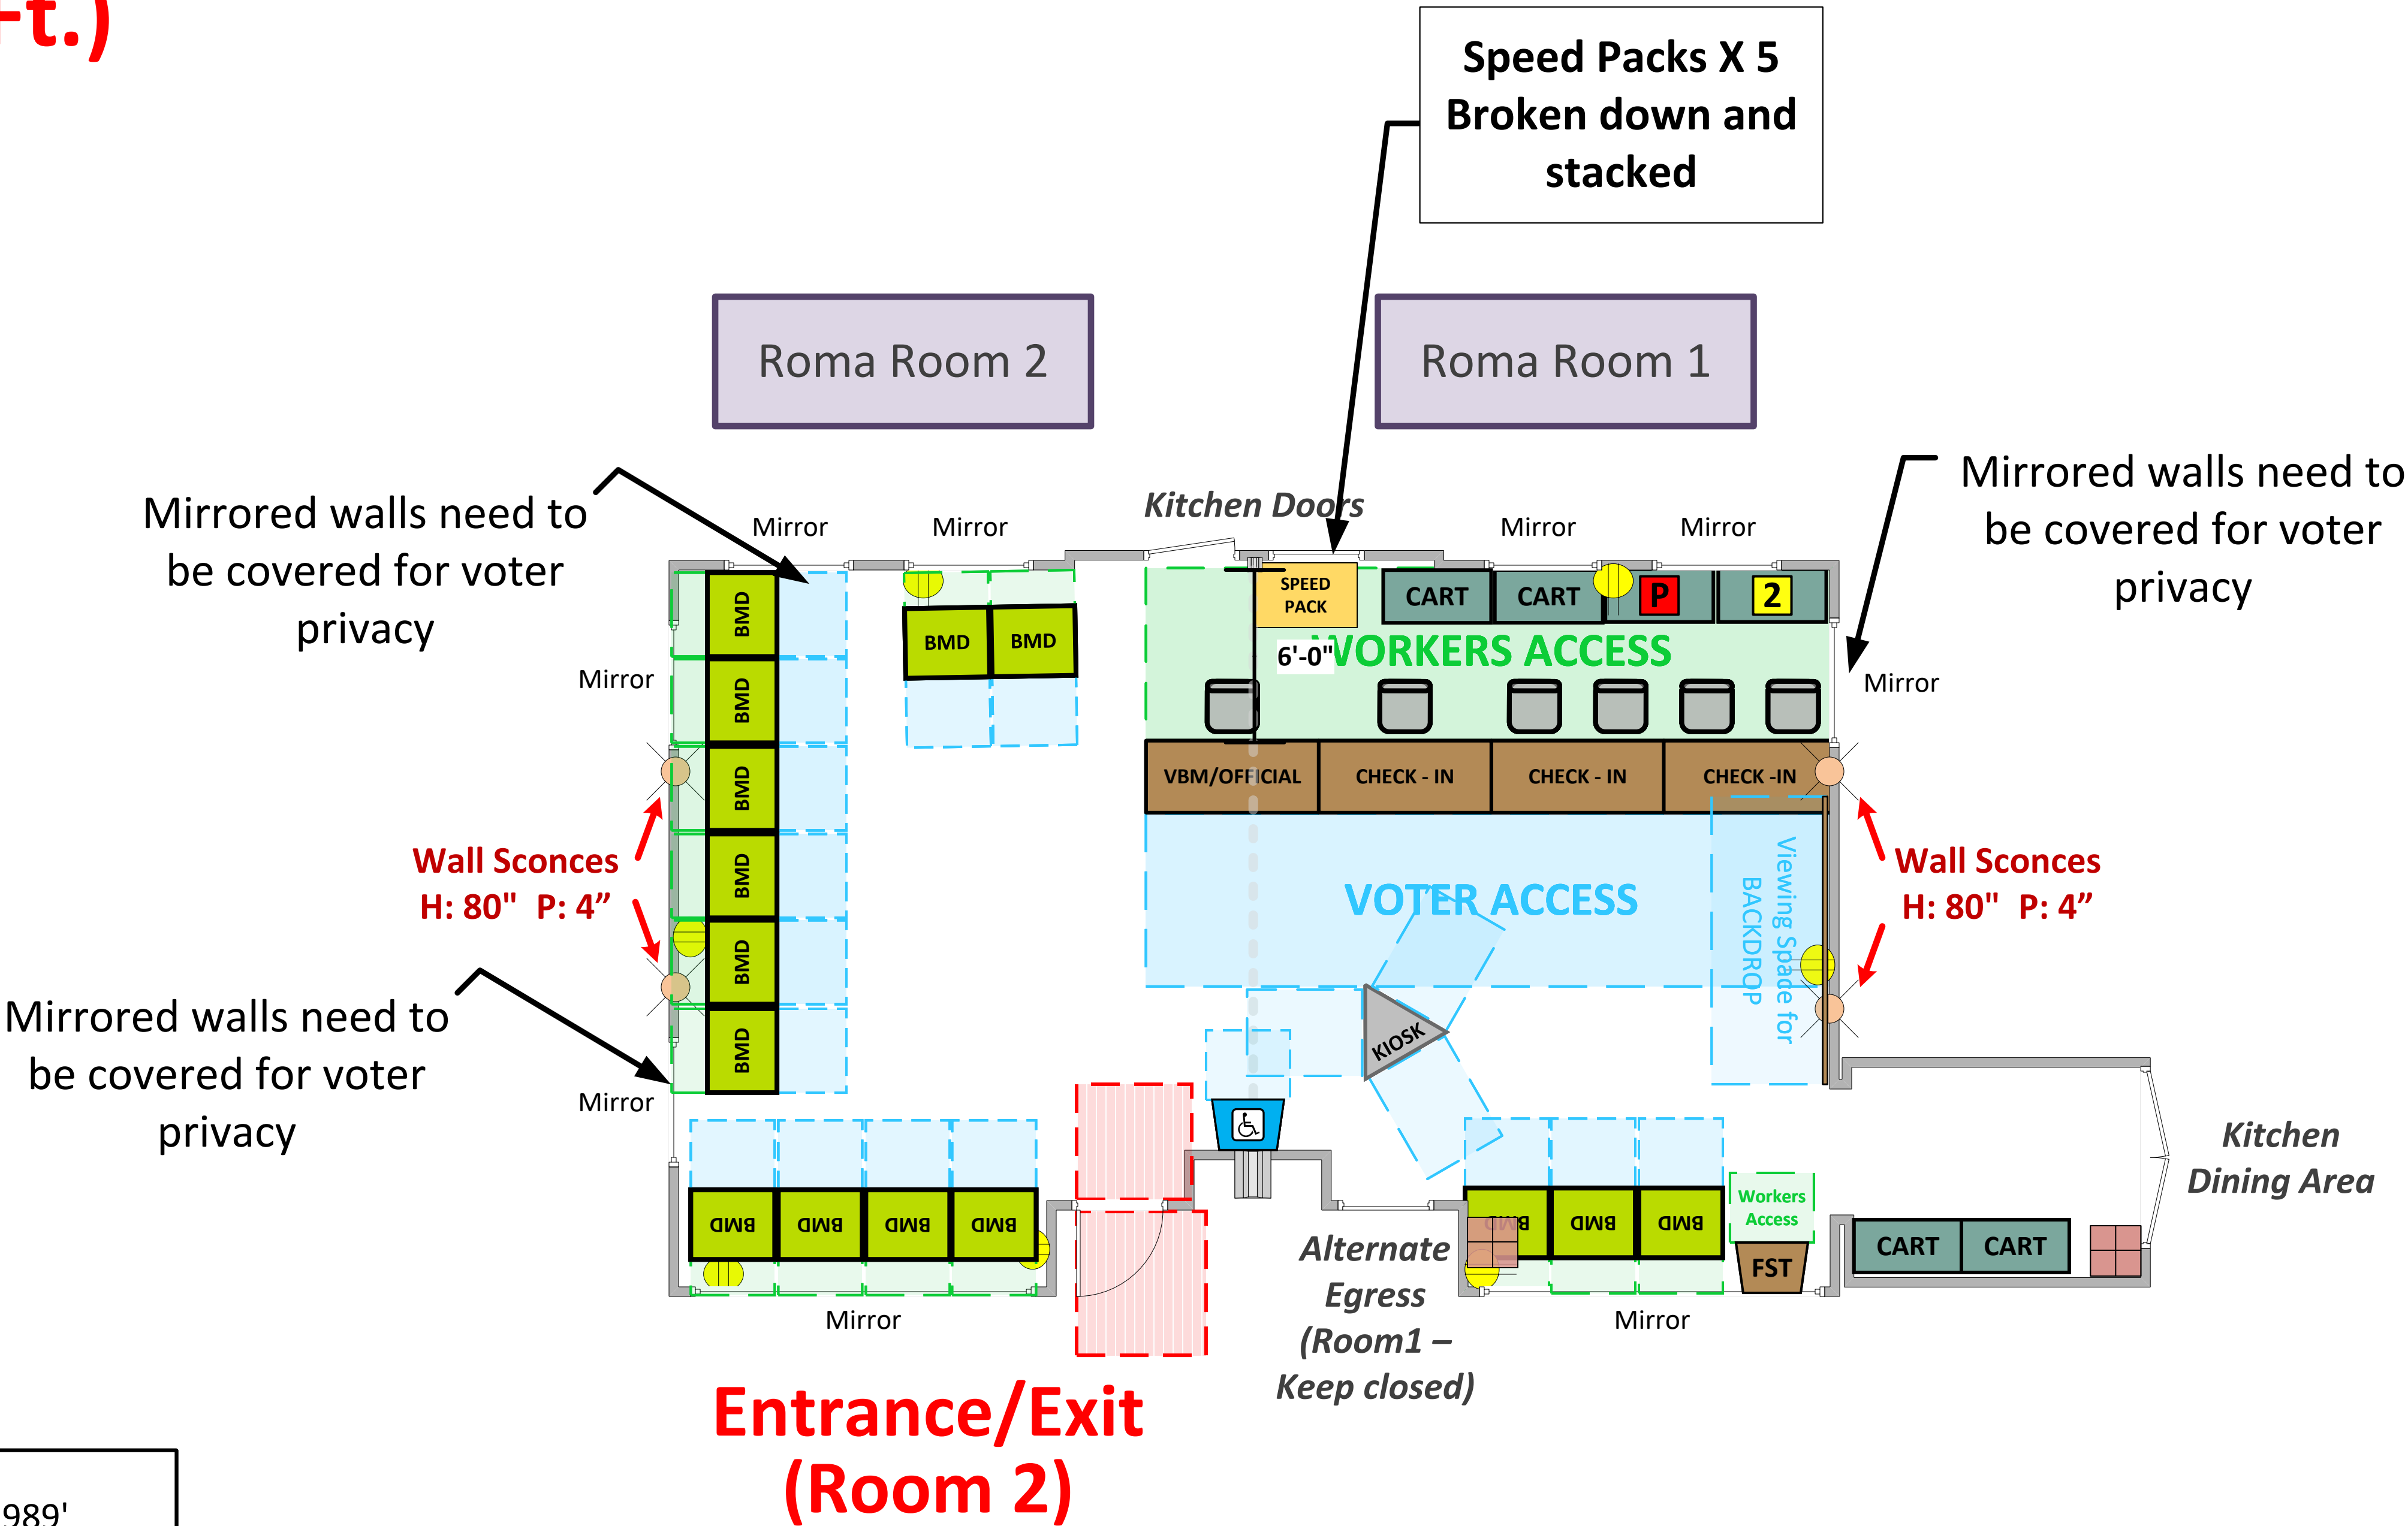 Ft.)
Speed Packs X 5
Broken down and
stacked
Roma Room 2
Roma Room 1
Mirrored walls need to
be covered for voter
privacy
Mirrored walls need to
be covered for voter
privacy
Kitchen Doors
Mirror
Mirror
Mirror
Mirror
BMD
BMD
BMD
SPEED
PACK
CART
CART
P
2
6'-0"
WORKERS ACCESS
Mirror
BMD
Mirror
BMD
VBM/OFFICIAL
CHECK - IN
CHECK - IN
CHECK -IN
Wall Sconces
H: 80" P: 4”
BMD
VOTER ACCESS
Viewing Space for
BACKDROP
Wall Sconces
H: 80" P: 4”
BMD
Mirrored walls need to
be covered for voter
privacy
BMD
KIOSK
Mirror
Kitchen
Dining Area
Workers
Access
BMD
BMD
BMD
BMD
BMD
BMD
BMD
FST
CART
CART
Alternate
Egress
(Room1 –
Keep closed)
Mirror
Mirror
Entrance/Exit
(Room 2)
989'